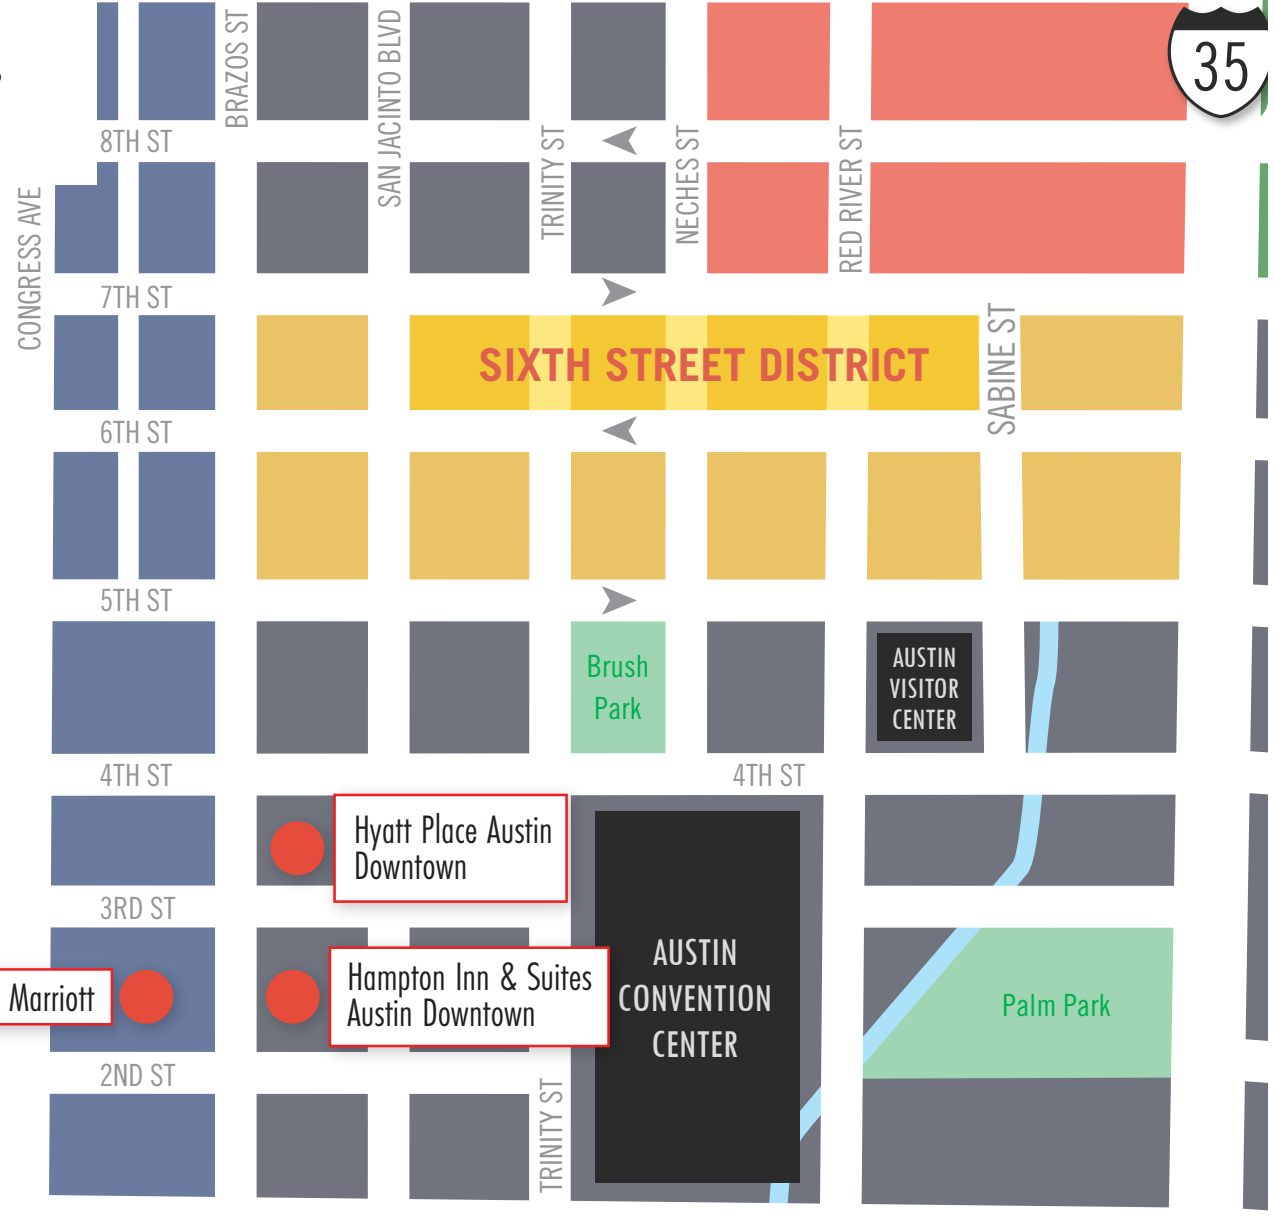 BRAZOS ST
SAN JACINTO BLVD
35
8TH ST
TRINITY ST
NECHES ST
RED RIVER ST
CONGRESS AVE
7TH ST
SIXTH STREET DISTRICT
SABINE ST
6TH ST
5TH ST
Brush
Park
AUSTIN
VISITOR
CENTER
4TH ST
4TH ST
Hyatt Place Austin
Downtown
3RD ST
Marriott
Hampton Inn & Suites
Austin Downtown
AUSTIN
CONVENTION
CENTER
Palm Park
2ND ST
TRINITY ST